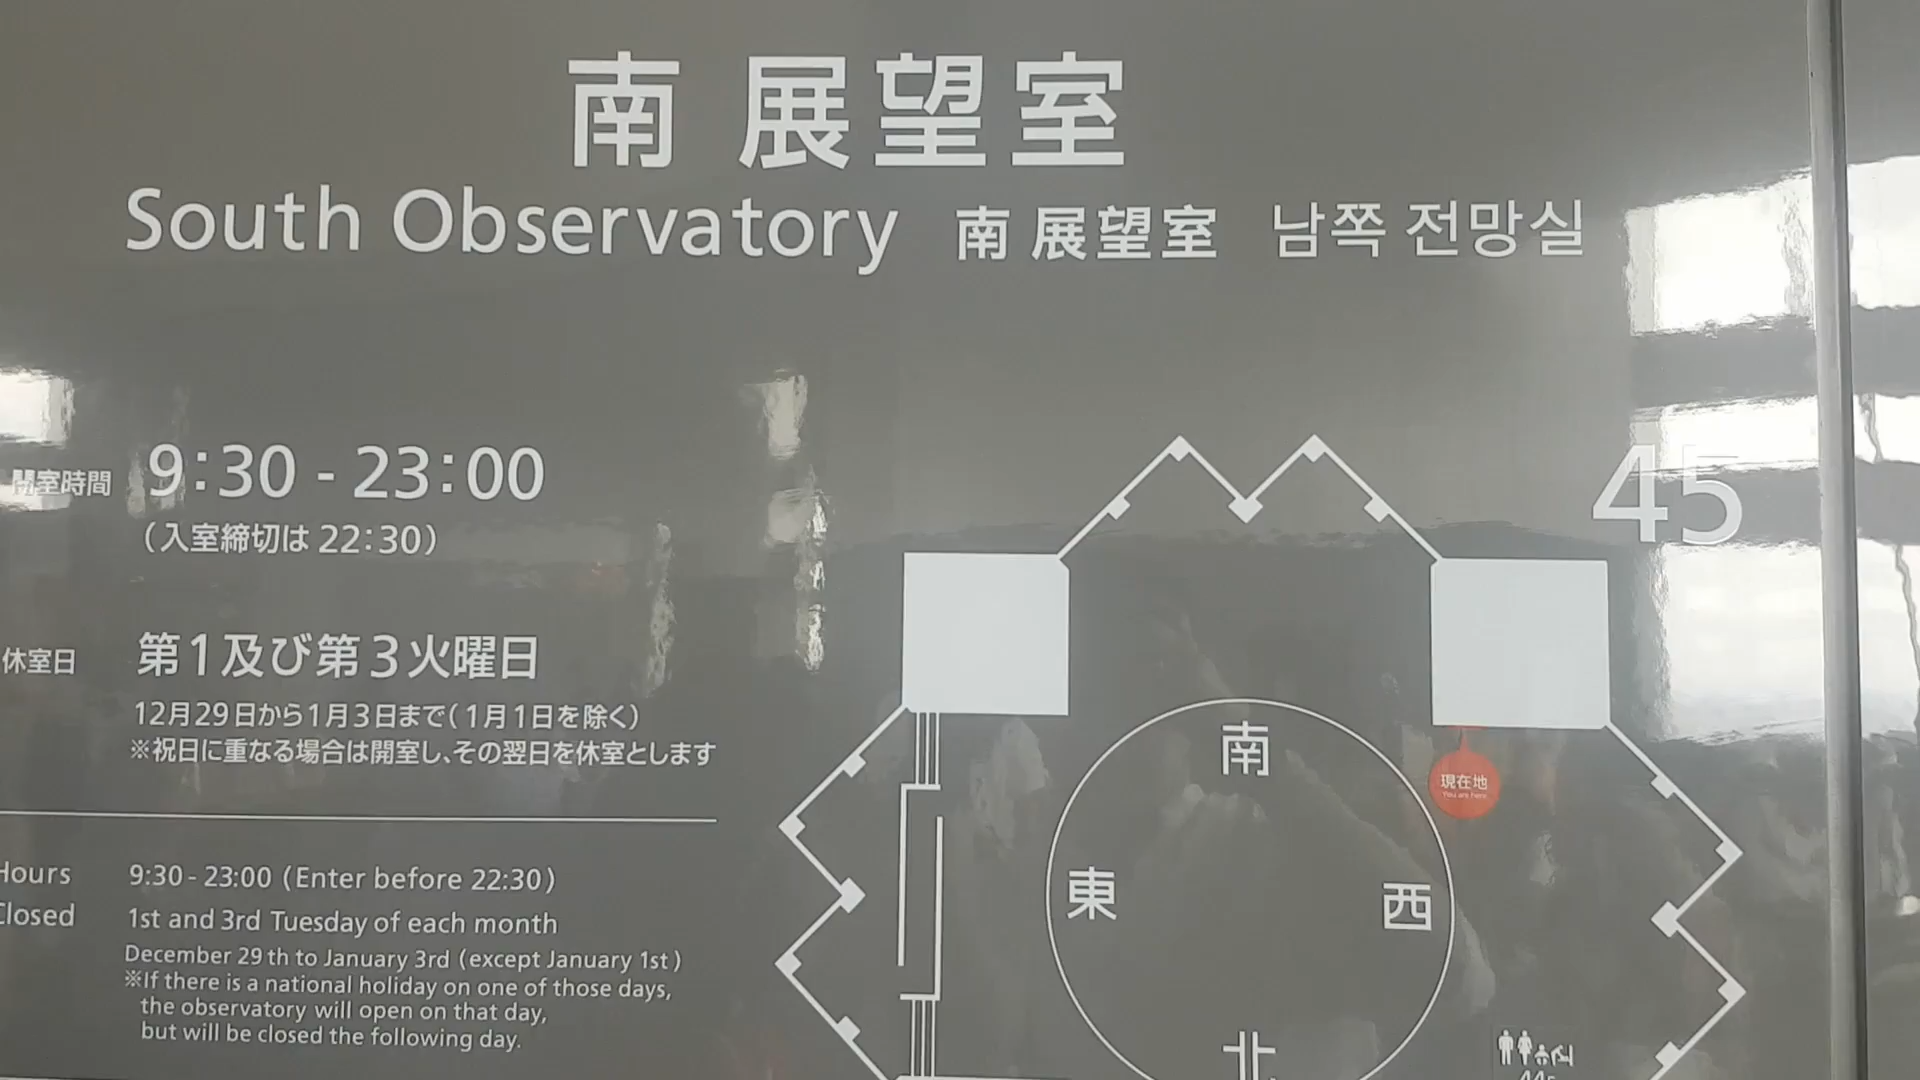 南 展望室
South Observatory 南 展望室 남쪽 전망실
開室時間 9:30 - 23:00
(入室締切は 22:30)
休室日 第1及び第3火曜日
12月29日から1月3日まで(1月1日を除く)
※祝日に重なる場合は開室し、その翌日を休室とします
Hours 9:30 - 23:00 (Enter before 22:30)
Closed 1st and 3rd Tuesday of each month
December 29th to January 3rd (except January 1st)
※If there is a national holiday on one of those days,
the observatory will open on that day,
but will be closed the following day.
45
南
現在地
You are here
東
西
北